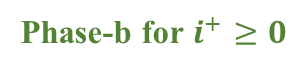 Phase-b for i⁺ ≥ 0